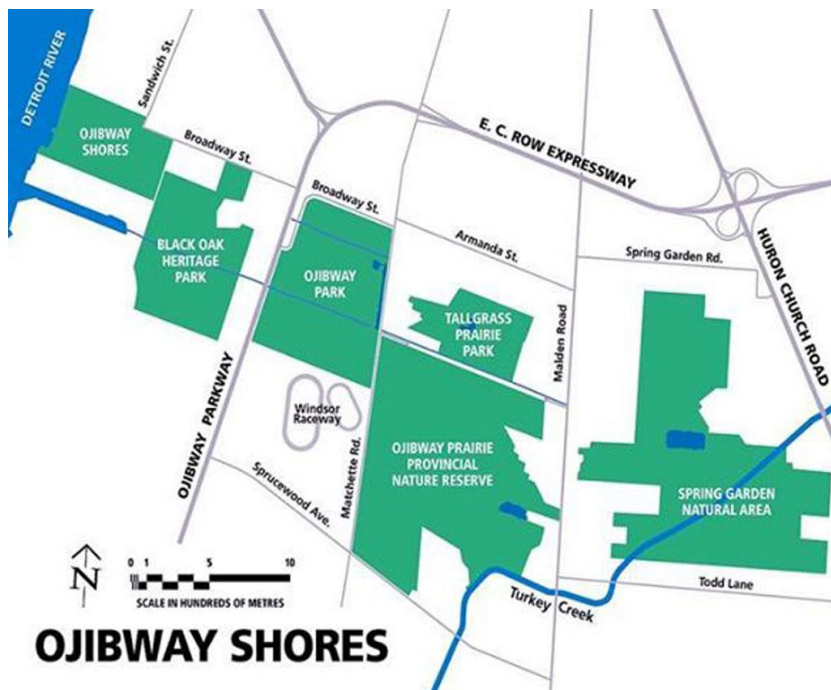 DETROIT RIVER
Sandwich St.
OJIBWAY
SHORES
Broadway St.
E. C. ROW EXPRESSWAY
Broadway St.
BLACK OAK
HERITAGE
PARK
OJIBWAY
PARK
Armanda St.
Spring Garden Rd.
HURON CHURCH ROAD
TALLGRASS
PRAIRIE
PARK
Malden Road
OJIBWAY PARKWAY
Windsor
Raceway
Matchette Rd.
OJIBWAY PRAIRIE
PROVINCIAL
NATURE RESERVE
Sprucewood Ave.
SPRING GARDEN
NATURAL AREA
N
0 1 5 10
SCALE IN HUNDREDS OF METRES
Todd Lane
Turkey Creek
OJIBWAY SHORES